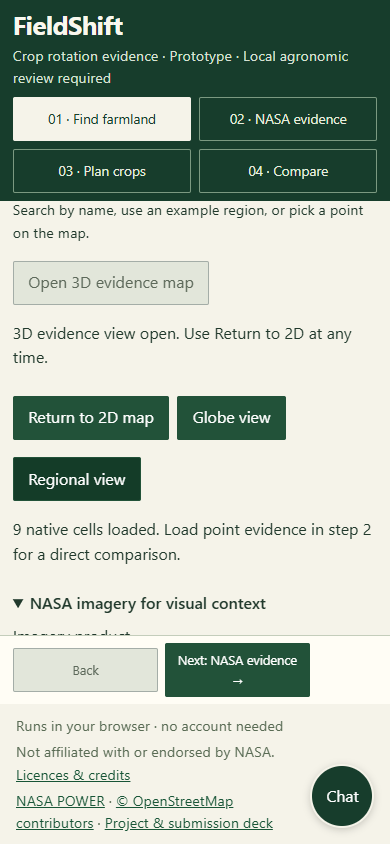 FieldShift
Crop rotation evidence · Prototype · Local agronomic
review required
01 · Find farmland
02 · NASA evidence
03 · Plan crops
04 · Compare
Search by name, use an example region, or pick a point
on the map.
Open 3D evidence map
3D evidence view open. Use Return to 2D at any
time.
Return to 2D map
Globe view
Regional view
9 native cells loaded. Load point evidence in step 2
for a direct comparison.
▼ NASA imagery for visual context
Imagery product
Back
Next: NASA evidence
→
Runs in your browser · no account needed
Not affiliated with or endorsed by NASA.
Licences & credits
NASA POWER · © OpenStreetMap
contributors · Project & submission deck
Chat